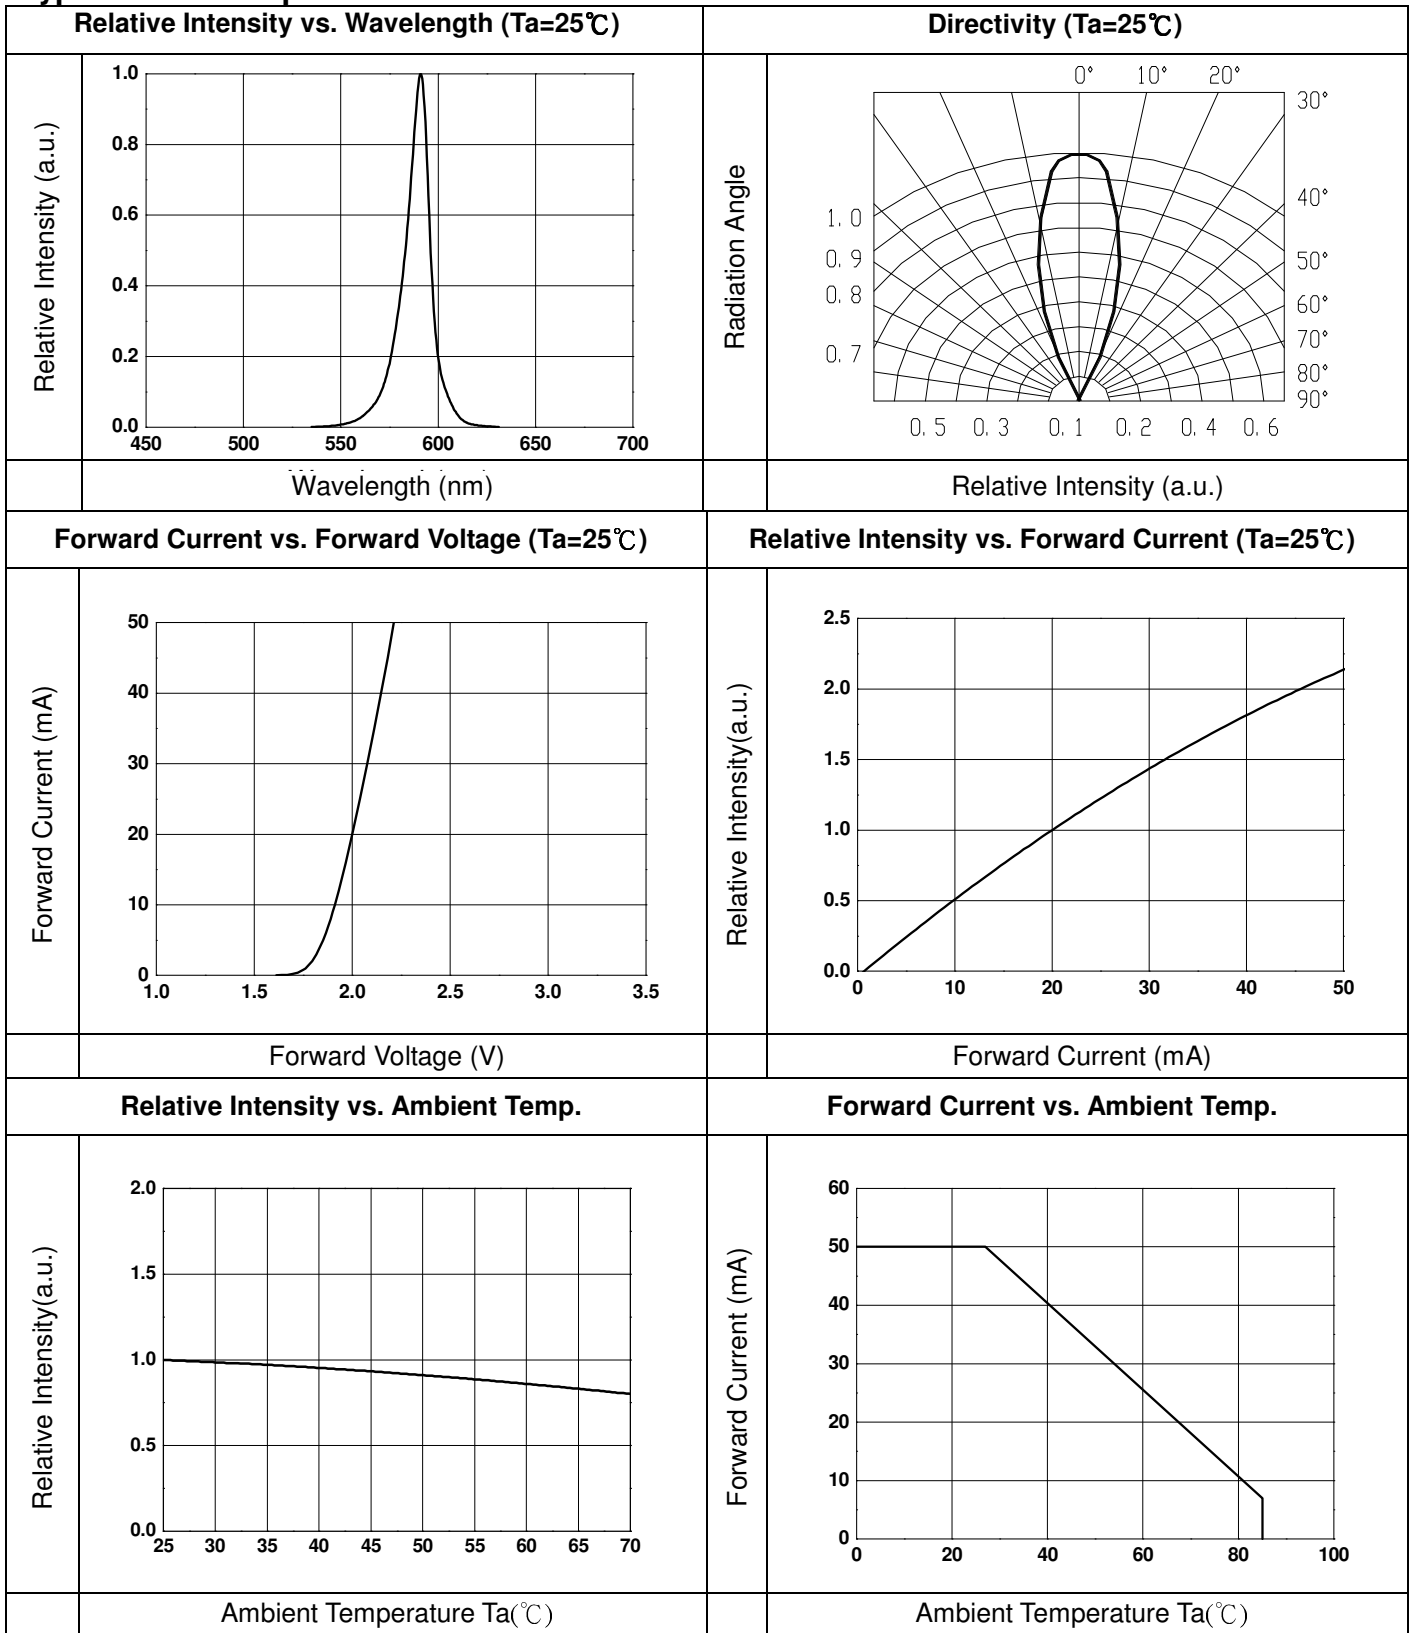 Relative Intensity vs. Wavelength (Ta=25℃)
Directivity (Ta=25℃)
Relative Intensity (a.u.)
1.0
0.8
0.6
0.4
0.2
0.0
450 500 550 600 650 700
Wavelength (nm)
Radiation Angle
0° 10° 20°
30°
40°
50°
60°
70°
80°
90°
1.0
0.9
0.8
0.7
0.5 0.3 0.1 0.2 0.4 0.6
Relative Intensity (a.u.)
Forward Current vs. Forward Voltage (Ta=25℃)
Relative Intensity vs. Forward Current (Ta=25℃)
Forward Current (mA)
50
40
30
20
10
0
1.0 1.5 2.0 2.5 3.0 3.5
Forward Voltage (V)
Relative Intensity(a.u.)
2.5
2.0
1.5
1.0
0.5
0.0
0 10 20 30 40 50
Forward Current (mA)
Relative Intensity vs. Ambient Temp.
Forward Current vs. Ambient Temp.
Relative Intensity(a.u.)
2.0
1.5
1.0
0.5
0.0
25 30 35 40 45 50 55 60 65 70
Ambient Temperature Ta(℃)
Forward Current (mA)
60
50
40
30
20
10
0
0 20 40 60 80 100
Ambient Temperature Ta(℃)